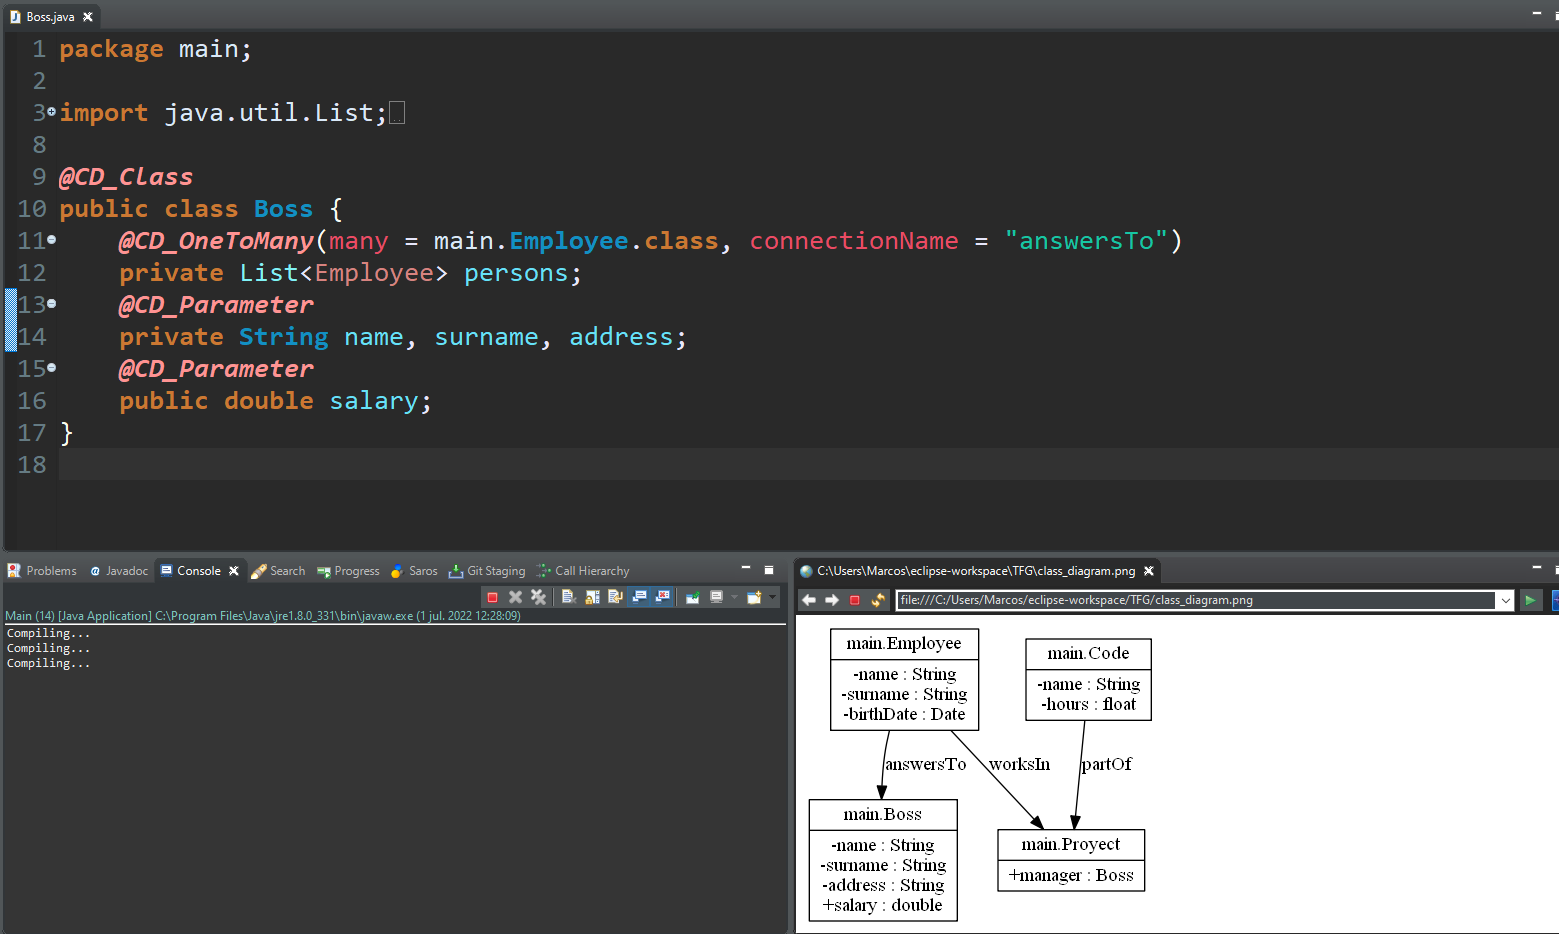 Boss.java
1 package main;
2
3 import java.util.List;
8
9 @CD_Class
10 public class Boss {
11 @CD_OneToMany(many = main.Employee.class, connectionName = "answersTo")
12 private List<Employee> persons;
13 @CD_Parameter
14 private String name, surname, address;
15 @CD_Parameter
16 public double salary;
17 }
18
Problems Javadoc Console Search Progress Saros Git Staging Call Hierarchy
Main (14) [Java Application] C:\Program Files\Java\jre1.8.0_331\bin\javaw.exe (1 jul. 2022 12:28:09)
Compiling...
Compiling...
Compiling...
C:\Users\Marcos\eclipse-workspace\TFG\class_diagram.png
file:///C:/Users/Marcos/eclipse-workspace/TFG/class_diagram.png
main.Employee
-name : String
-surname : String
-birthDate : Date
main.Code
-name : String
-hours : float
answersTo
worksIn
partOf
main.Boss
-name : String
-surname : String
-address : String
+salary : double
main.Proyect
+manager : Boss